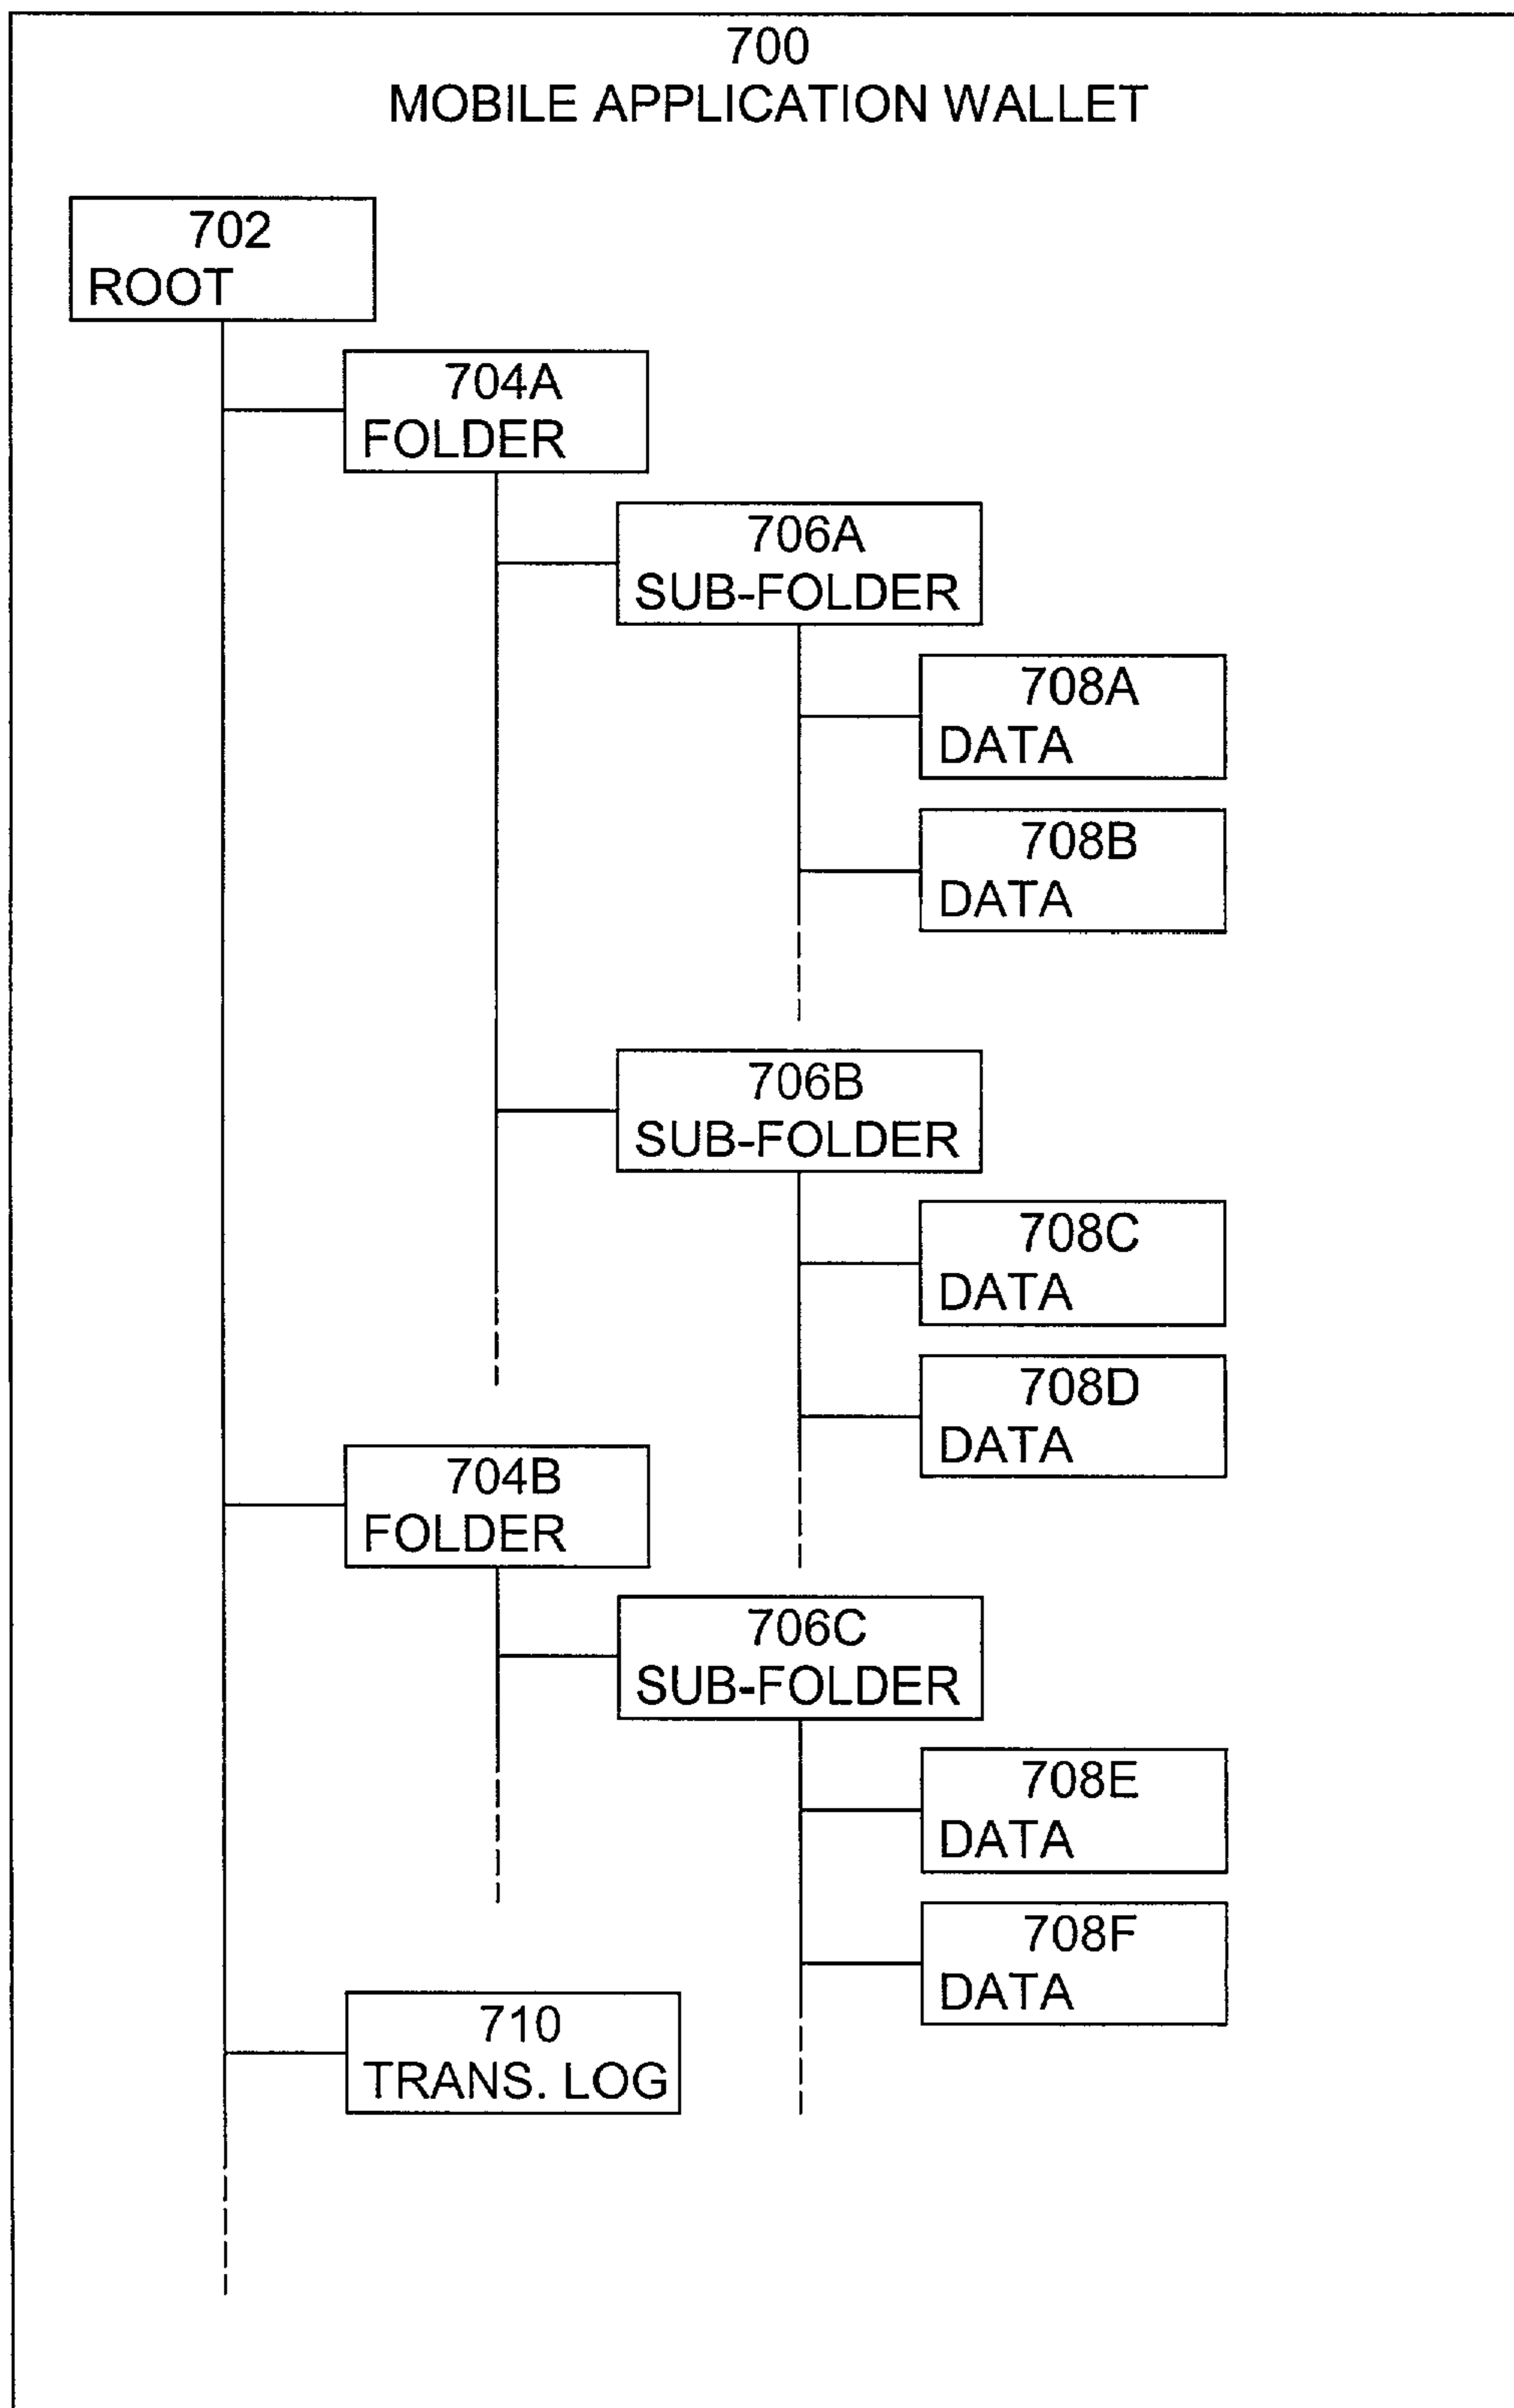 700
MOBILE APPLICATION WALLET
702
ROOT
704A
FOLDER
706A
SUB-FOLDER
708A
DATA
708B
DATA
706B
SUB-FOLDER
708C
DATA
708D
DATA
704B
FOLDER
706C
SUB-FOLDER
708E
DATA
708F
DATA
710
TRANS. LOG